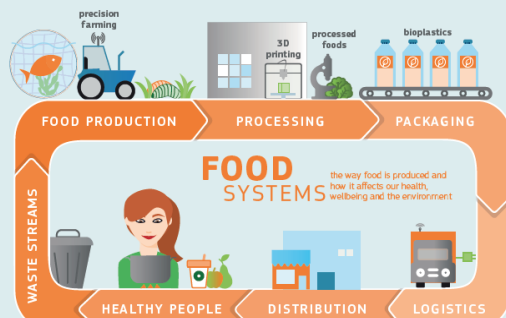 precision
farming
3D
printing
processed
foods
bioplastics
FOOD PRODUCTION
PROCESSING
PACKAGING
FOOD
SYSTEMS
the way food is produced and
how it affects our health,
wellbeing and the environment
WASTE STREAMS
HEALTHY PEOPLE
DISTRIBUTION
LOGISTICS